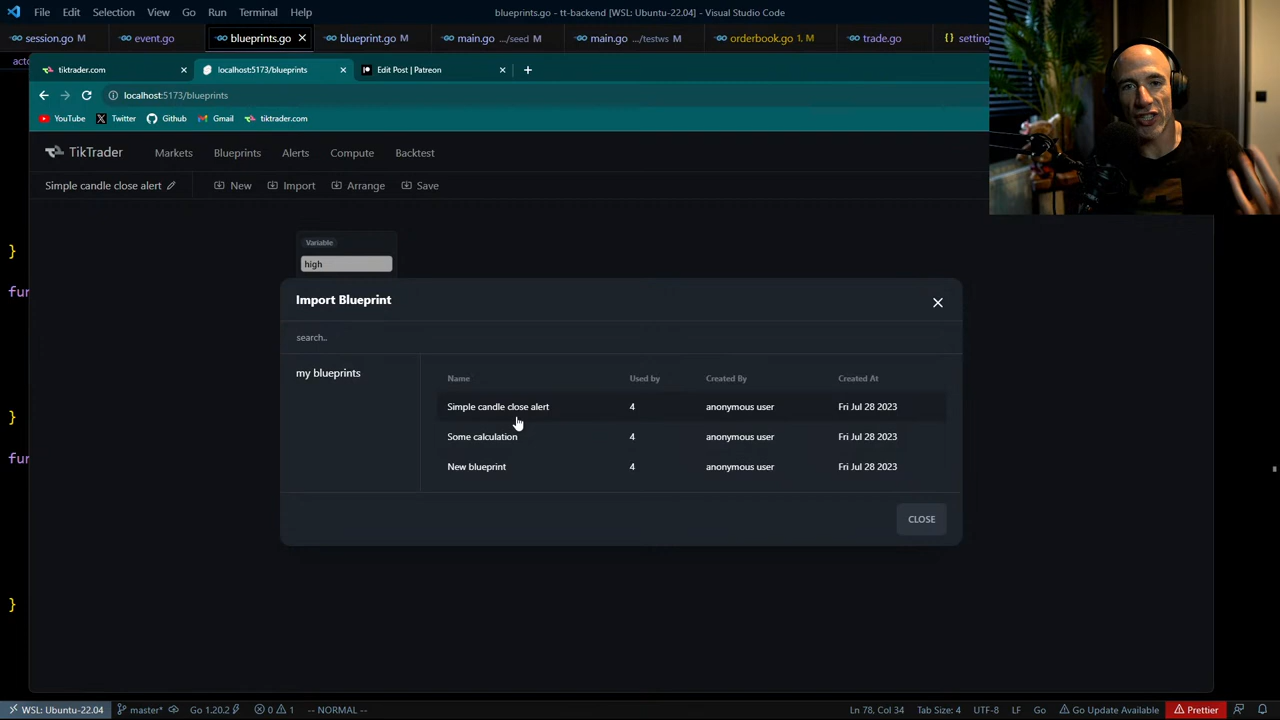 File Edit Selection View Go Run Terminal Help blueprints.go - tt-backend [WSL: Ubuntu-22.04] - Visual Studio Code
session.go event.go blueprints.go blueprint.go M main.go .../seed M main.go .../testws M orderbook.go 1, M trade.go
tiktrader.com localhost:5173/blueprints Edit Post | Patreon
localhost:5173/blueprints
YouTube Twitter Github Gmail tiktrader.com
TikTrader Markets Blueprints Alerts Compute Backtest
Simple candle close alert New Import Arrange Save
Variable
}
high
fun
Import Blueprint
search..
my blueprints
Name Used by Created By Created At
Simple candle close alert 4 anonymous user Fri Jul 28 2023
}
Some calculation 4 anonymous user Fri Jul 28 2023
New blueprint 4 anonymous user Fri Jul 28 2023
CLOSE
}
WSL: Ubuntu-22.04 master* Go 1.20.2 0 1 -- NORMAL -- Ln 78, Col 34 Tab Size: 4 UTF-8 LF Go Go Update Available Prettier